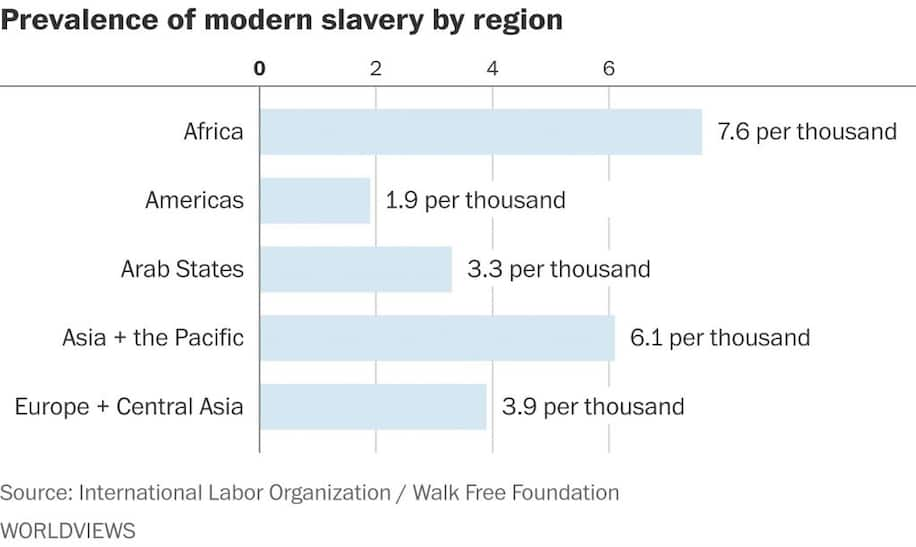 Prevalence of modern slavery by region
0 2 4 6
Africa 7.6 per thousand
Americas 1.9 per thousand
Arab States 3.3 per thousand
Asia + the Pacific 6.1 per thousand
Europe + Central Asia 3.9 per thousand
Source: International Labor Organization / Walk Free Foundation
WORLDVIEWS